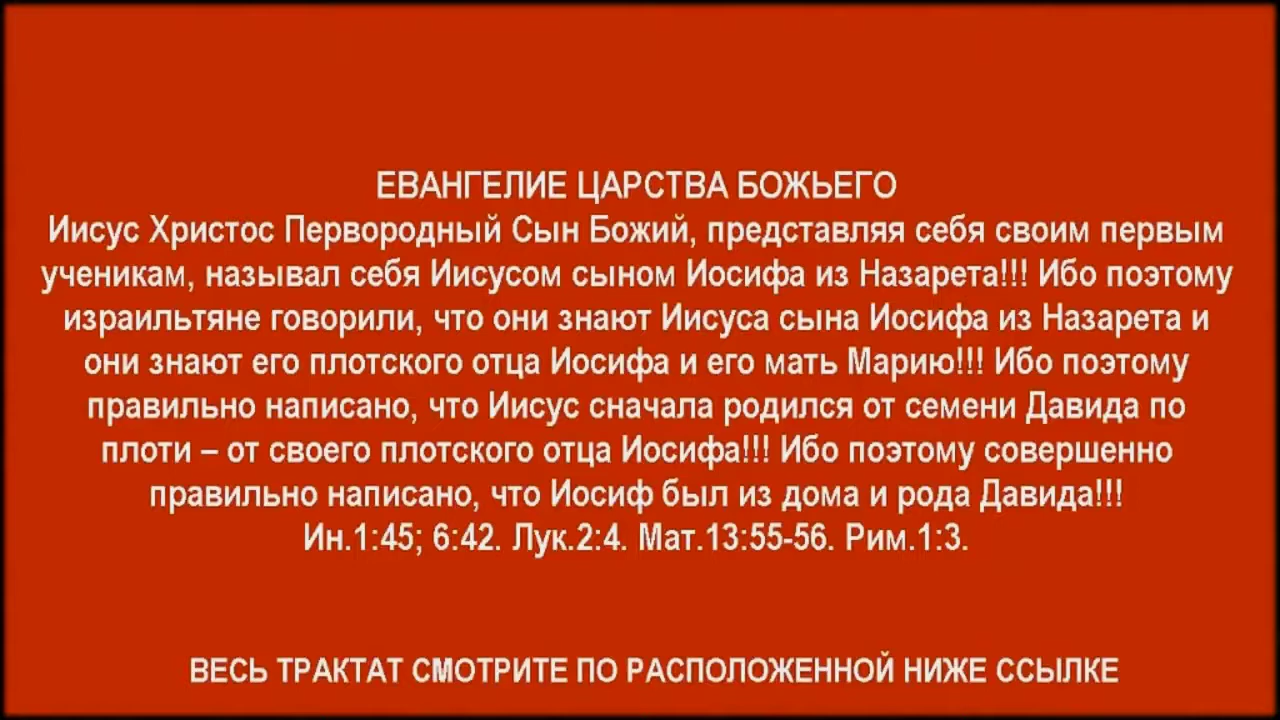 ЕВАНГЕЛИЕ ЦАРСТВА БОЖЬЕГО
Иисус Христос Первородный Сын Божий, представляя себя своим первым
ученикам, называл себя Иисусом сыном Иосифа из Назарета!!! Ибо поэтому
израильтяне говорили, что они знают Иисуса сына Иосифа из Назарета и
они знают его плотского отца Иосифа и его мать Марию!!! Ибо поэтому
правильно написано, что Иисус сначала родился от семени Давида по
плоти – от своего плотского отца Иосифа!!! Ибо поэтому совершенно
правильно написано, что Иосиф был из дома и рода Давида!!!
Ин.1:45; 6:42. Лук.2:4. Мат.13:55-56. Рим.1:3.
ВЕСЬ ТРАКТАТ СМОТРИТЕ ПО РАСПОЛОЖЕННОЙ НИЖЕ ССЫЛКЕ